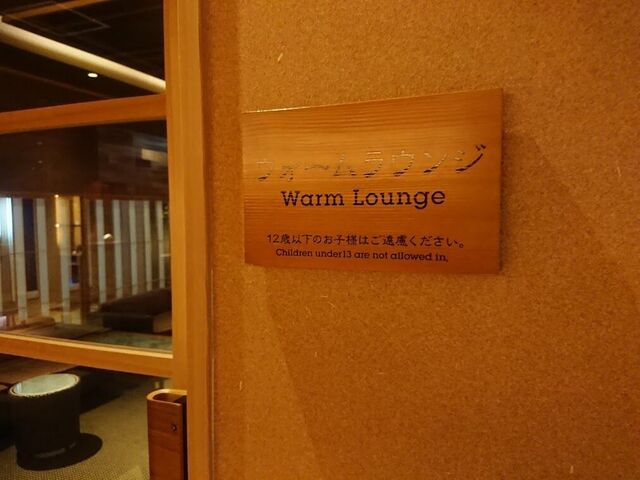 ウォームラウンジ
Warm Lounge
12歳以下のお子様はご遠慮ください。
Children under13 are not allowed in.